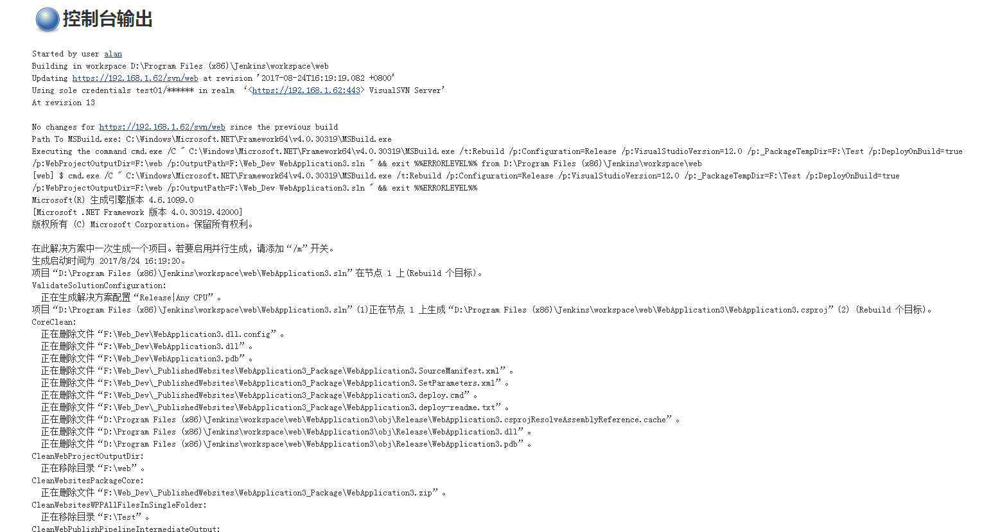 控制台输出
Started by user alan
Building in workspace D:\Program Files (x86)\Jenkins\workspace\web
Updating https://192.168.1.62/svn/web at revision '2017-08-24T16:19:19.082 +0800'
Using sole credentials test01/****** in realm ‘<https://192.168.1.62:443> VisualSVN Server’
At revision 13
No changes for https://192.168.1.62/svn/web since the previous build
Path To MSBuild.exe: C:\Windows\Microsoft.NET\Framework64\v4.0.30319\MSBuild.exe
Executing the command cmd.exe /C " C:\Windows\Microsoft.NET\Framework64\v4.0.30319\MSBuild.exe /t:Rebuild /p:Configuration=Release /p:VisualStudioVersion=12.0 /p:_PackageTempDir=F:\Test /p:DeployOnBuild=true
/p:WebProjectOutputDir=F:\web /p:OutputPath=F:\Web_Dev WebApplication3.sln " && exit %%ERRORLEVEL%% from D:\Program Files (x86)\Jenkins\workspace\web
[web] $ cmd.exe /C " C:\Windows\Microsoft.NET\Framework64\v4.0.30319\MSBuild.exe /t:Rebuild /p:Configuration=Release /p:VisualStudioVersion=12.0 /p:_PackageTempDir=F:\Test /p:DeployOnBuild=true
/p:WebProjectOutputDir=F:\web /p:OutputPath=F:\Web_Dev WebApplication3.sln " && exit %%ERRORLEVEL%%
Microsoft(R) 生成引擎版本 4.6.1099.0
[Microsoft .NET Framework 版本 4.0.30319.42000]
版权所有 (C) Microsoft Corporation。保留所有权利。
在此解决方案中一次生成一个项目。若要启用并行生成，请添加“/m”开关。
生成启动时间为 2017/8/24 16:19:20。
项目“D:\Program Files (x86)\Jenkins\workspace\web\WebApplication3.sln”在节点 1 上(Rebuild 个目标)。
ValidateSolutionConfiguration:
正在生成解决方案配置“Release|Any CPU”。
项目“D:\Program Files (x86)\Jenkins\workspace\web\WebApplication3.sln”(1)正在节点 1 上生成“D:\Program Files (x86)\Jenkins\workspace\web\WebApplication3\WebApplication3.csproj”(2) (Rebuild 个目标)。
CoreClean:
正在删除文件“F:\Web_Dev\WebApplication3.dll.config”。
正在删除文件“F:\Web_Dev\WebApplication3.dll”。
正在删除文件“F:\Web_Dev\WebApplication3.pdb”。
正在删除文件“F:\Web_Dev\_PublishedWebsites\WebApplication3_Package\WebApplication3.SourceManifest.xml”。
正在删除文件“F:\Web_Dev\_PublishedWebsites\WebApplication3_Package\WebApplication3.SetParameters.xml”。
正在删除文件“F:\Web_Dev\_PublishedWebsites\WebApplication3_Package\WebApplication3.deploy.cmd”。
正在删除文件“F:\Web_Dev\_PublishedWebsites\WebApplication3_Package\WebApplication3.deploy-readme.txt”。
正在删除文件“D:\Program Files (x86)\Jenkins\workspace\web\WebApplication3\obj\Release\WebApplication3.csprojResolveAssemblyReference.cache”。
正在删除文件“D:\Program Files (x86)\Jenkins\workspace\web\WebApplication3\obj\Release\WebApplication3.dll”。
正在删除文件“D:\Program Files (x86)\Jenkins\workspace\web\WebApplication3\obj\Release\WebApplication3.pdb”。
CleanWebProjectOutputDir:
正在移除目录“F:\web”。
CleanWebsitesPackageCore:
正在删除文件“F:\Web_Dev\_PublishedWebsites\WebApplication3_Package\WebApplication3.zip”。
CleanWebsitesWPPAllFilesInSingleFolder:
正在移除目录“F:\Test”。
CleanWebPublishPipelineIntermediateOutput: